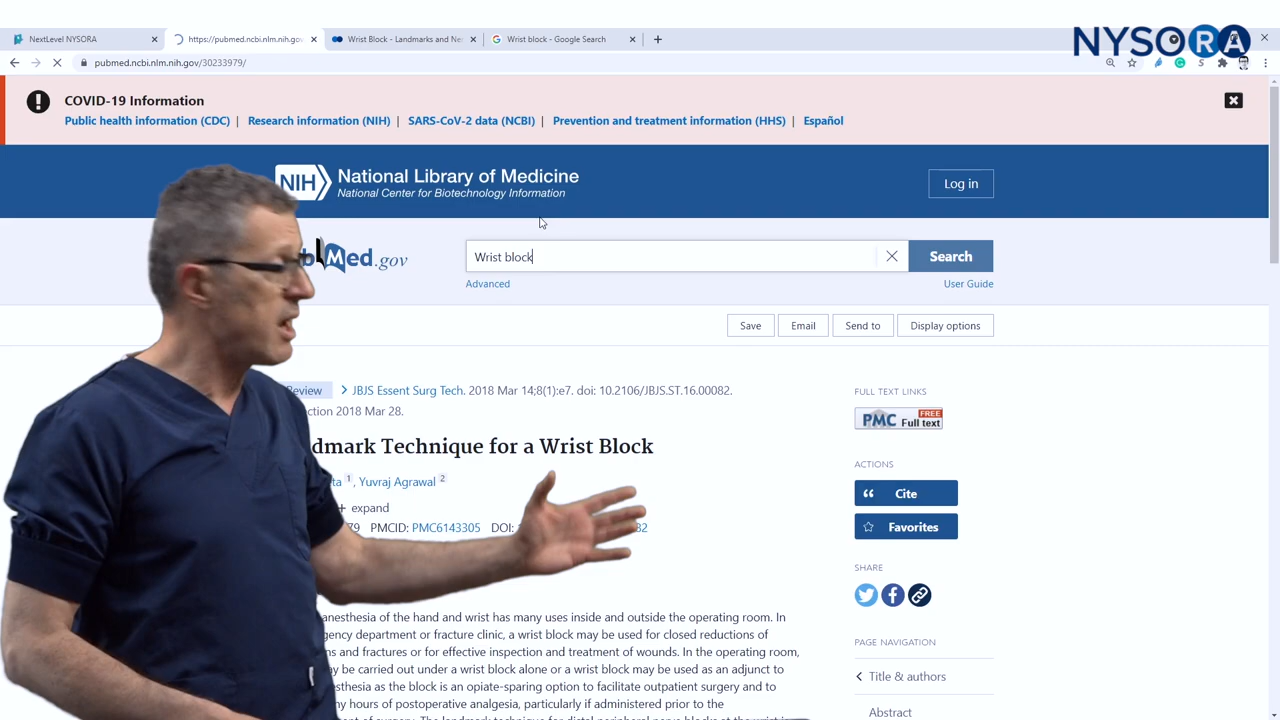 NextLevel NYSORA
https://pubmed.ncbi.nlm.nih.gov
Wrist Block - Landmarks and Ne
Wrist block - Google Search
NYSORA
pubmed.ncbi.nlm.nih.gov/30233979/
COVID-19 Information
Public health information (CDC) | Research information (NIH) | SARS-CoV-2 data (NCBI) | Prevention and treatment information (HHS) | Español
NIH National Library of Medicine
National Center for Biotechnology Information
Log in
Med.gov
Wrist block
Search
Advanced
User Guide
Save
Email
Send to
Display options
Review
JBJS Essent Surg Tech. 2018 Mar 14;8(1):e7. doi: 10.2106/JBJS.ST.16.00082.
ction 2018 Mar 28.
dmark Technique for a Wrist Block
ta 1, Yuvraj Agrawal 2
+ expand
79 PMCID: PMC6143305 DOI: 32
anesthesia of the hand and wrist has many uses inside and outside the operating room. In
gency department or fracture clinic, a wrist block may be used for closed reductions of
ns and fractures or for effective inspection and treatment of wounds. In the operating room,
y be carried out under a wrist block alone or a wrist block may be used as an adjunct to
esthesia as the block is an opiate-sparing option to facilitate outpatient surgery and to
ny hours of postoperative analgesia, particularly if administered prior to the
FULL TEXT LINKS
PMC FREE Full text
ACTIONS
Cite
Favorites
SHARE
PAGE NAVIGATION
Title & authors
Abstract